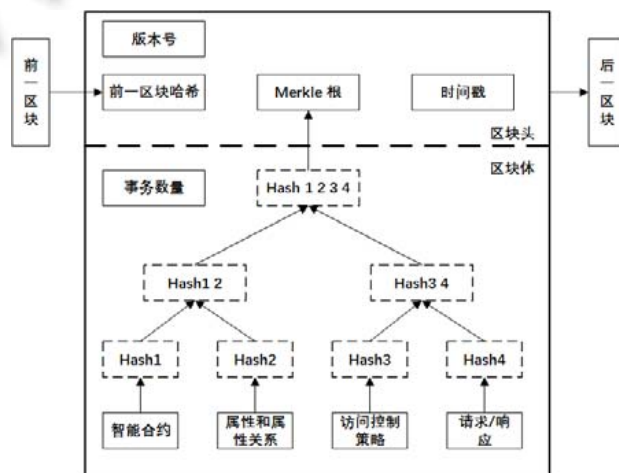 版本号
前一区块
前一区块哈希
Merkle 根
时间戳
后一区块
区块头
区块体
事务数量
Hash 1 2 3 4
Hash1 2
Hash3 4
Hash1
Hash2
Hash3
Hash4
智能合约
属性和属
性关系
访问控制
策略
请求/响
应